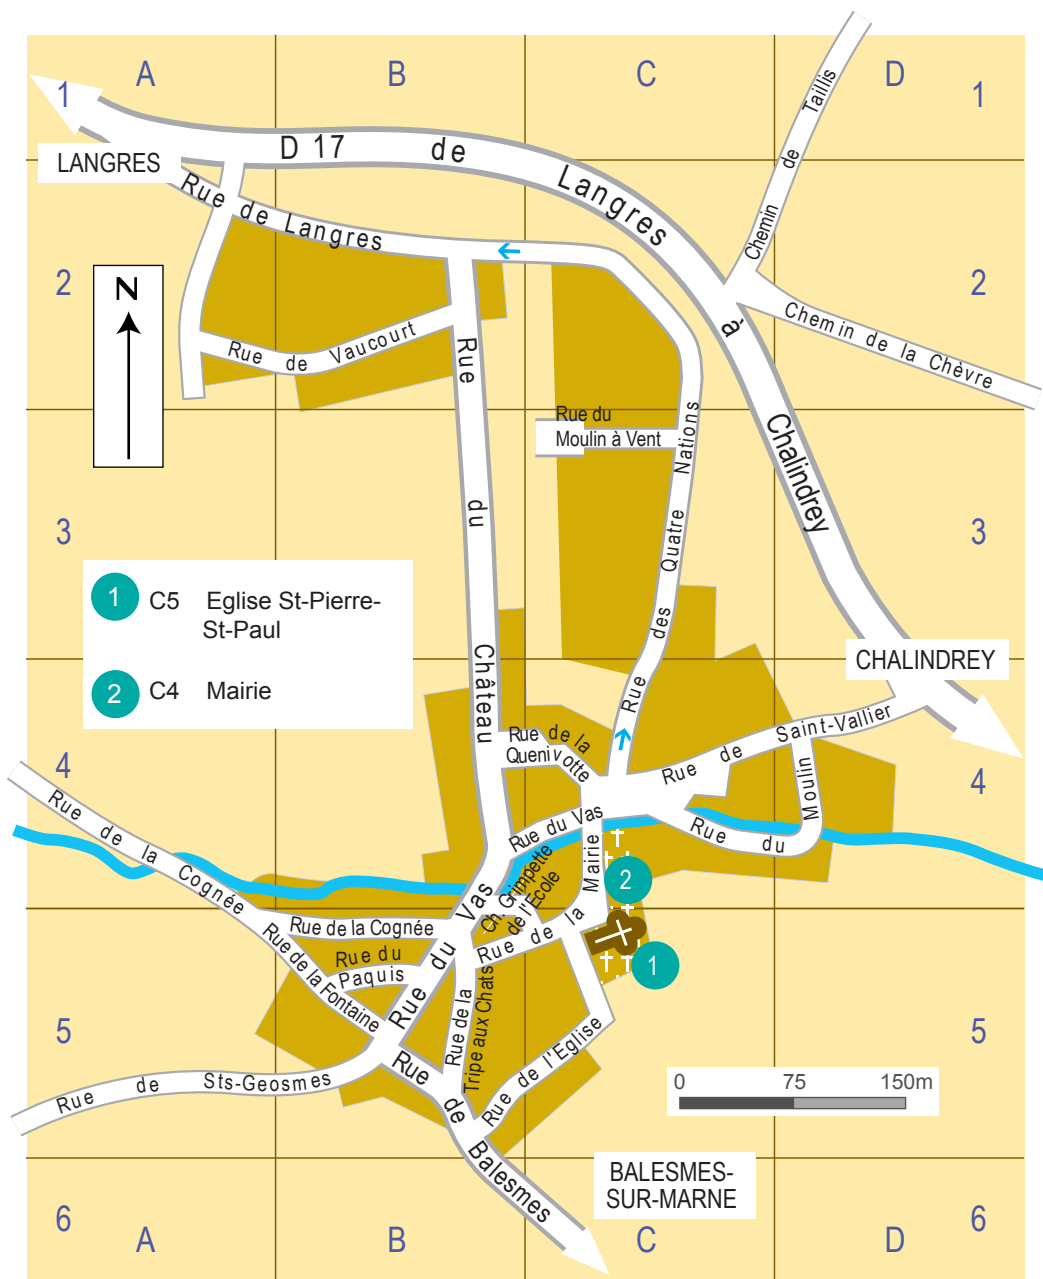 A B C D
1 1
D 17 de Langres à Chalindrey
LANGRES
Rue de Langres
Chemin de Taillis
2 2
N
Chemin de la Chèvre
Rue de Vaucourt
Rue du Château
Rue du
Moulin à Vent
Rue des Quatre Nations
3 3
1 C5 Eglise St-Pierre-
St-Paul
2 C4 Mairie
CHALINDREY
Rue de la
Quenivotte
Rue de Saint-Vallier
4 4
Rue du Moulin
Rue du Vas
Rue de la Cognée
Ch. Grimpette
de l'Ecole
2
Rue de la Mairie
Rue de la Cognée
Rue du Vas
Rue de la Fontaine
Rue du
Paquis
1
Rue de la
Tripe aux Chats
5 5
Rue de l'Eglise
Rue de Sts-Geosmes
Rue de Balesmes
0 75 150m
BALESMES-
SUR-MARNE
6 6
A B C D